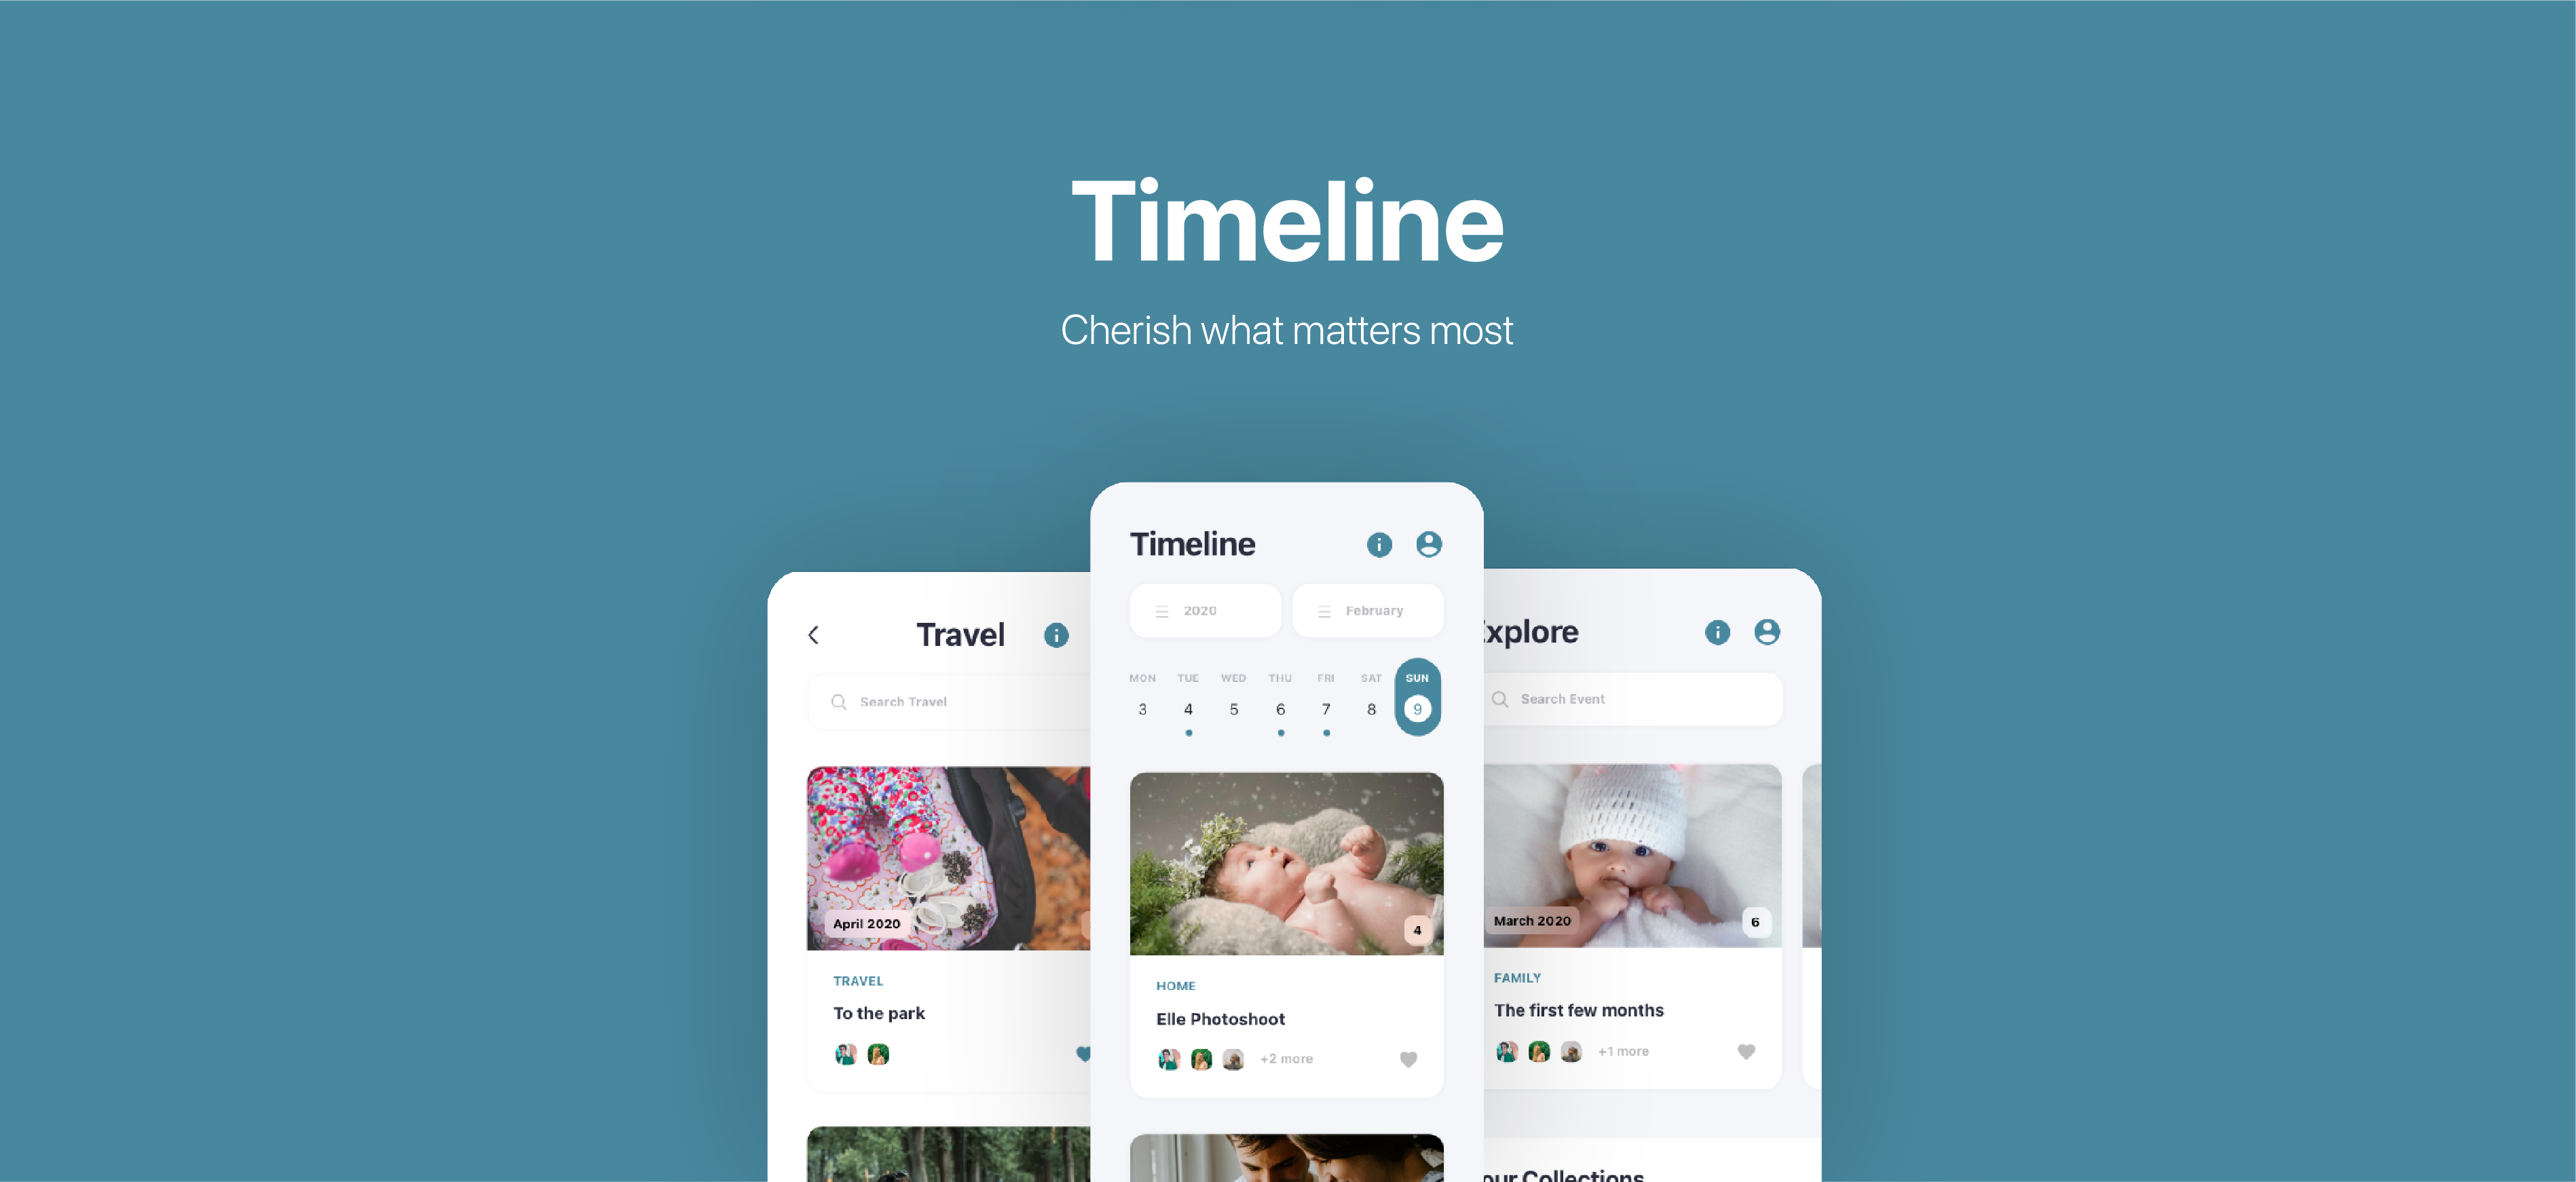 Timeline
Cherish what matters most
Travel
Search Travel
April 2020
TRAVEL
To the park
Timeline
2020
February
MON TUE WED THU FRI SAT SUN
3 4 5 6 7 8 9
4
HOME
Elle Photoshoot
+2 more
Explore
Search Event
March 2020
6
FAMILY
The first few months
+1 more
our Collections